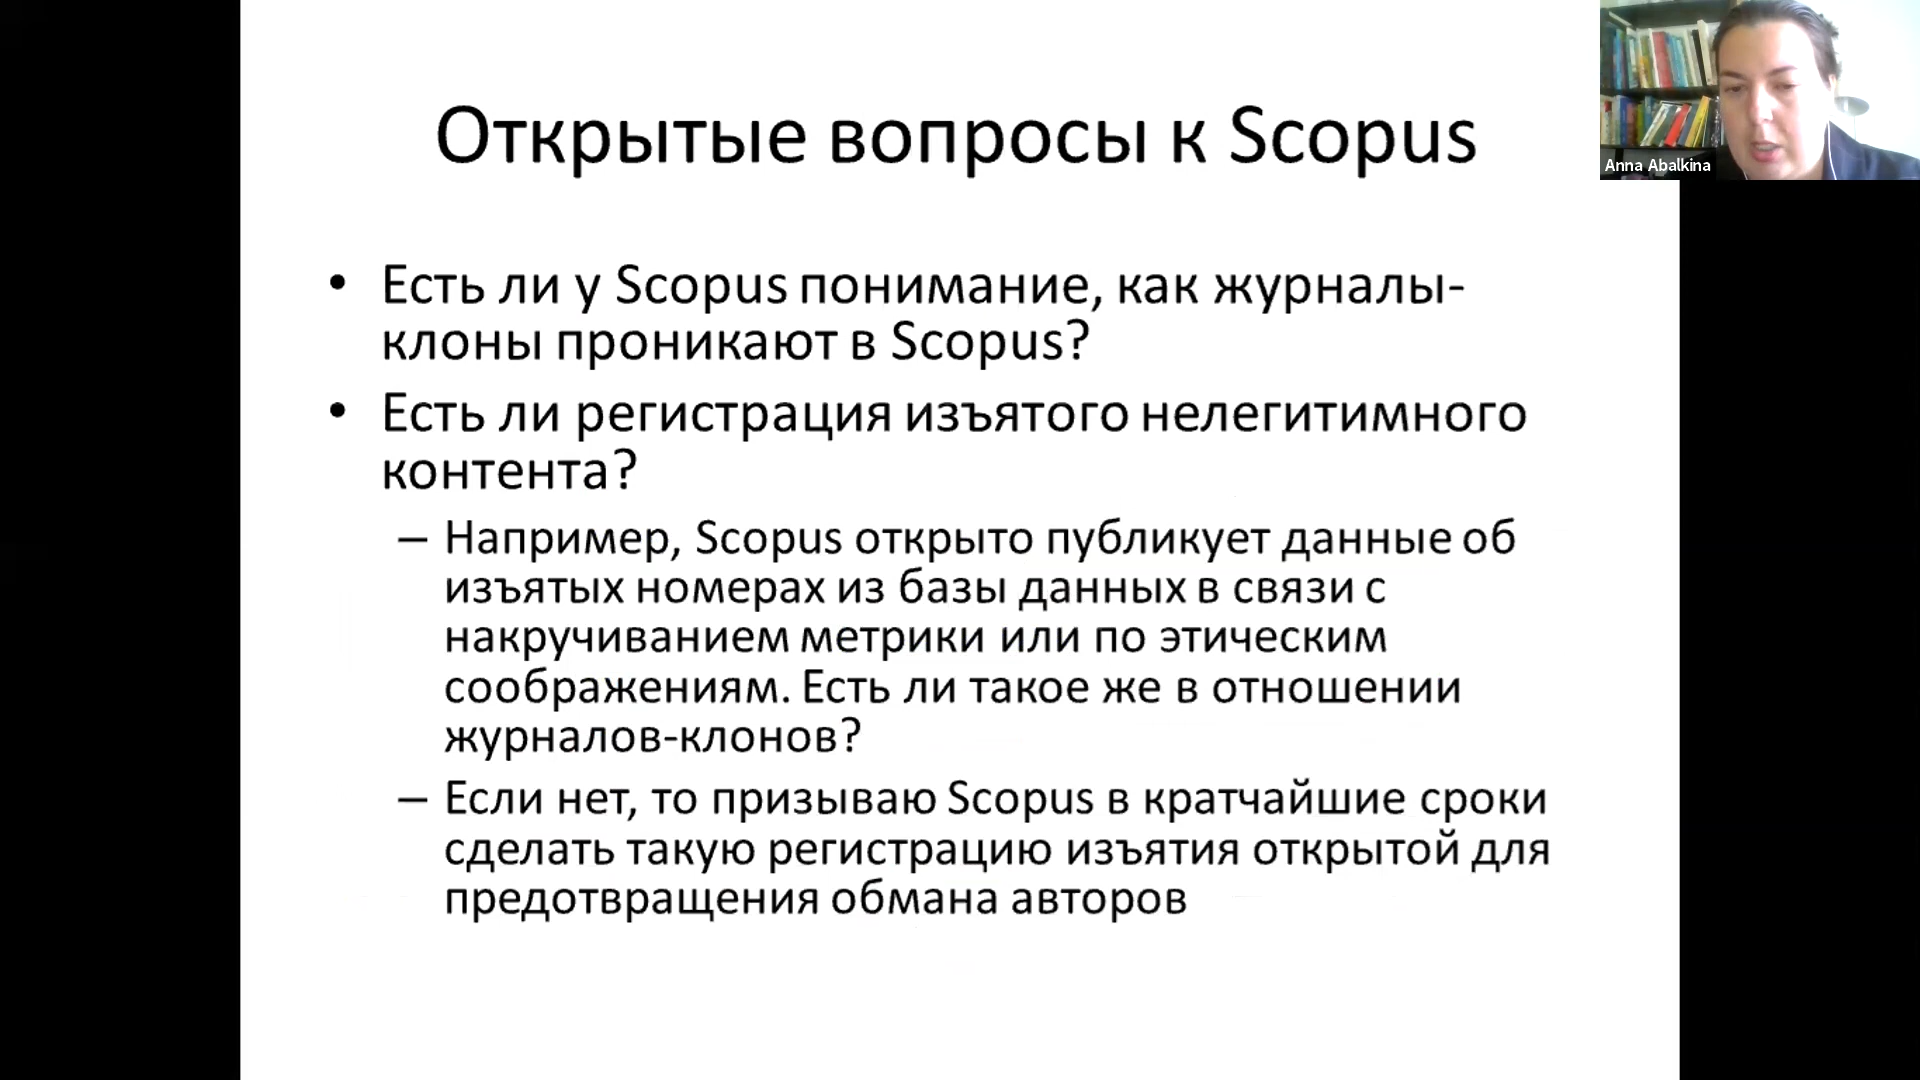 Открытые вопросы к Scopus
• Есть ли у Scopus понимание, как журналы-
клоны проникают в Scopus?
• Есть ли регистрация изъятого нелегитимного
контента?
– Например, Scopus открыто публикует данные об
изъятых номерах из базы данных в связи с
накручиванием метрики или по этическим
соображениям. Есть ли такое же в отношении
журналов-клонов?
– Если нет, то призываю Scopus в кратчайшие сроки
сделать такую регистрацию изъятия открытой для
предотвращения обмана авторов
Anna Abalkina